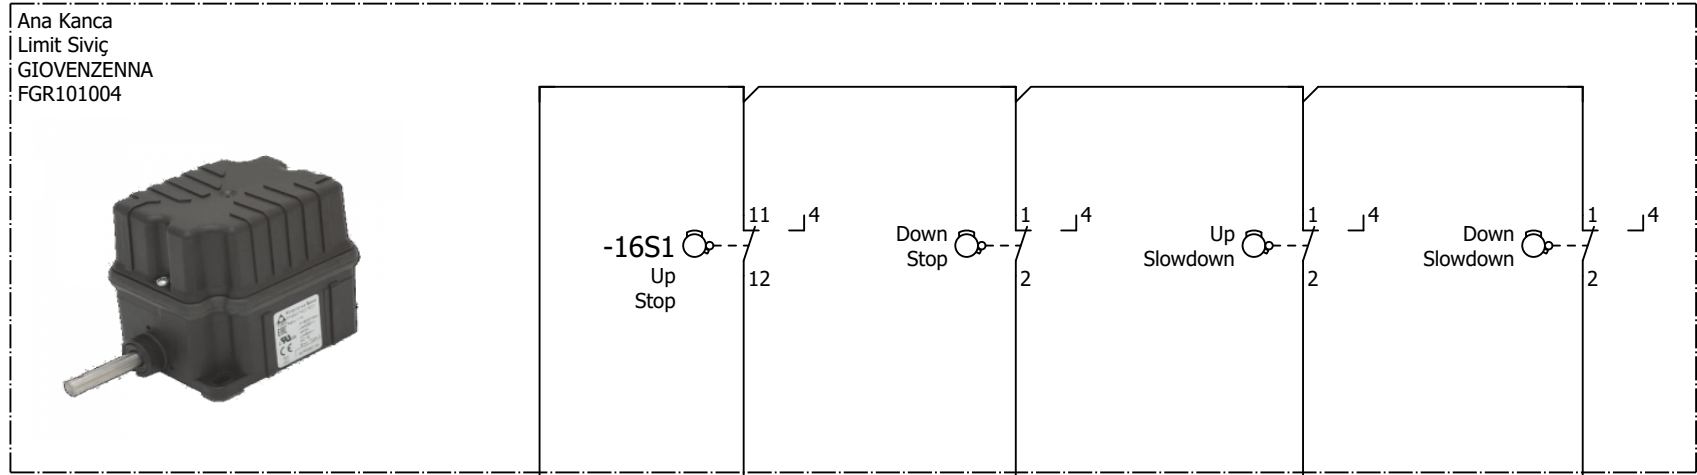 Ana Kanca
Limit Siviç
GIOVENZENNA
FGR101004
-16S1
Up
Stop
11
12
4
Down
Stop
1
2
4
Up
Slowdown
1
2
4
Down
Slowdown
1
2
4